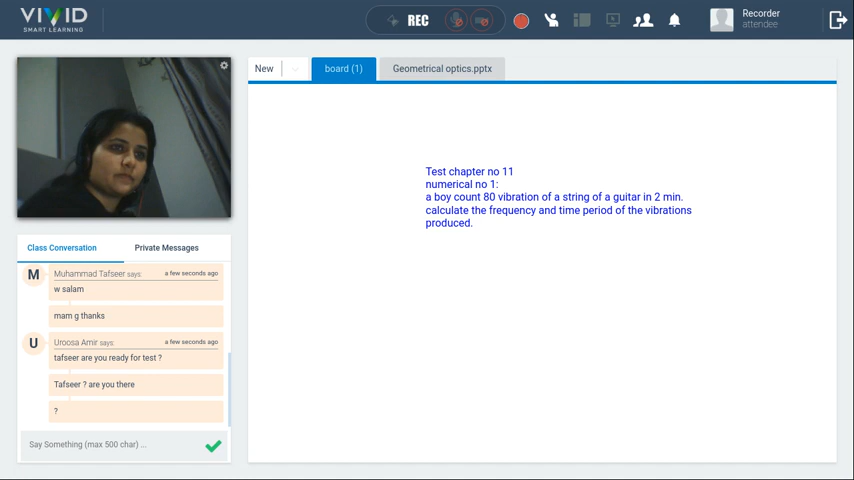 VIVID
SMART LEARNING
REC
Recorder
attendee
New
board (1)
Geometrical optics.pptx
Test chapter no 11
numerical no 1:
a boy count 80 vibration of a string of a guitar in 2 min.
calculate the frequency and time period of the vibrations
produced.
Class Conversation
Private Messages
M
Muhammad Tafseer says:
a few seconds ago
w salam
mam g thanks
U
Uroosa Amir says:
a few seconds ago
tafseer are you ready for test ?
Tafseer ? are you there
?
Say Something (max 500 char) ...